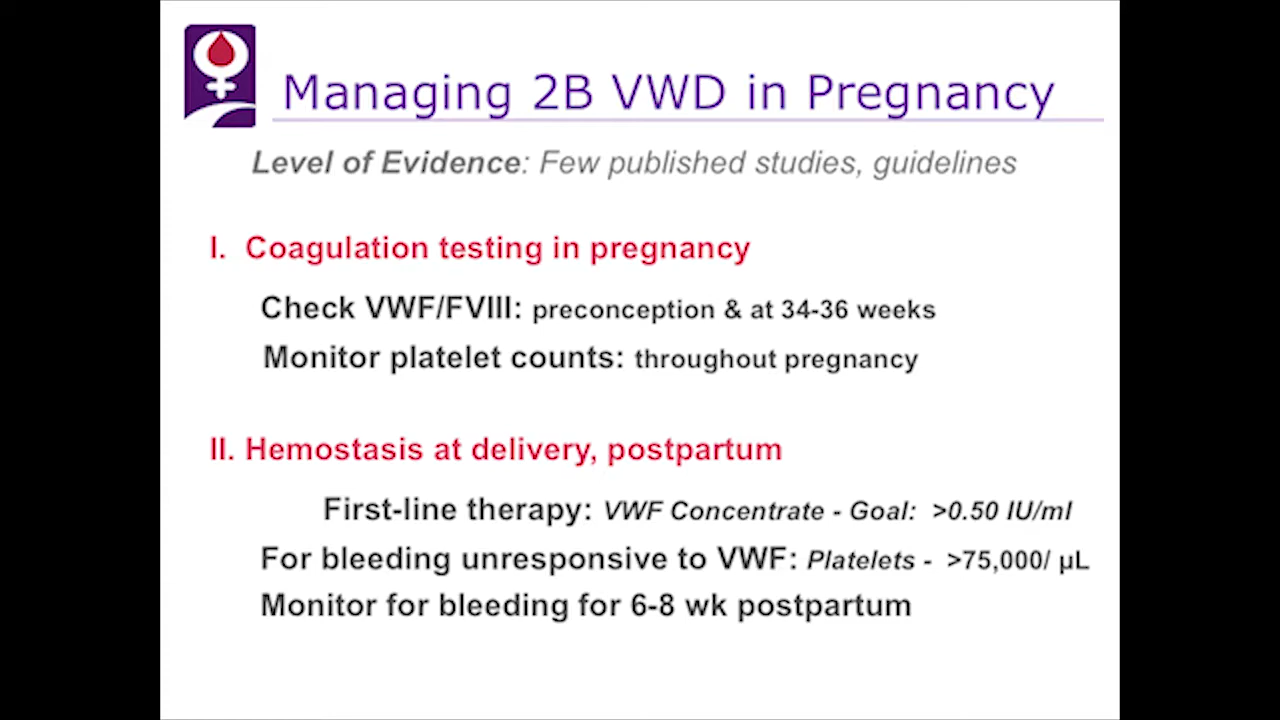 Managing 2B VWD in Pregnancy
Level of Evidence: Few published studies, guidelines
I. Coagulation testing in pregnancy
Check VWF/FVIII: preconception & at 34-36 weeks
Monitor platelet counts: throughout pregnancy
II. Hemostasis at delivery, postpartum
First-line therapy: VWF Concentrate - Goal: >0.50 IU/ml
For bleeding unresponsive to VWF: Platelets - >75,000/ µL
Monitor for bleeding for 6-8 wk postpartum